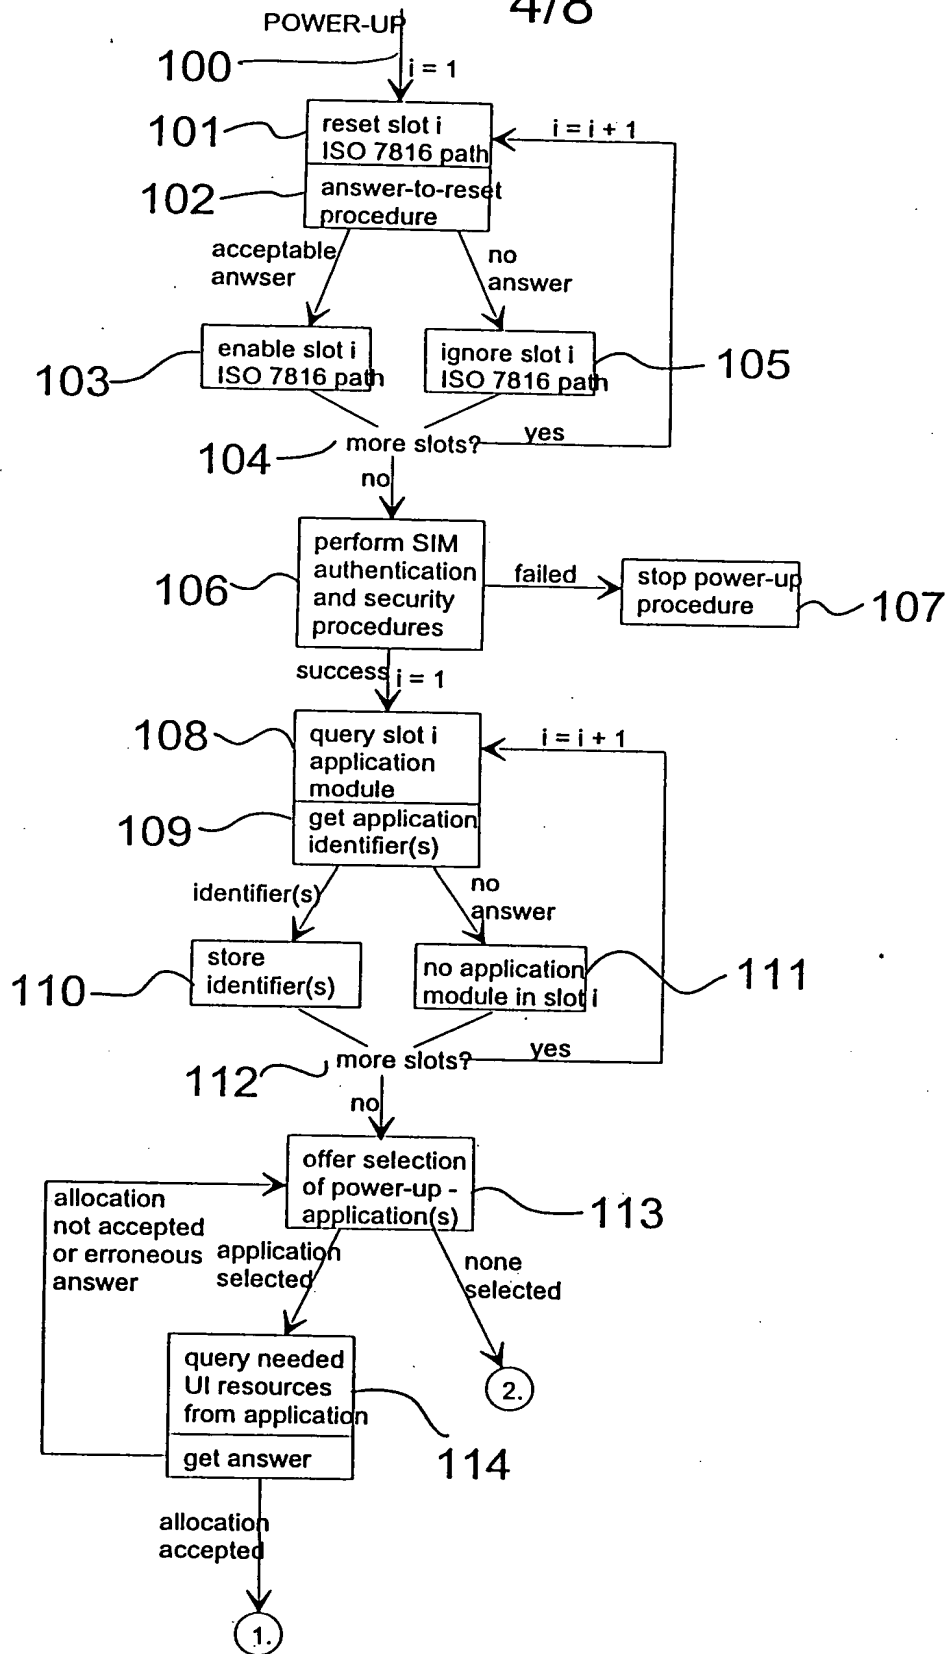 4/8
POWER-UP
100
i = 1
101
reset slot i
ISO 7816 path
i = i + 1
102
answer-to-reset
procedure
acceptable
anwser
no
answer
103
enable slot i
ISO 7816 path
ignore slot i
ISO 7816 path
105
104
more slots?
yes
no
106
perform SIM
authentication
and security
procedures
failed
stop power-up
procedure
107
success
i = 1
108
query slot i
application
module
i = i + 1
109
get application
identifier(s)
identifier(s)
no
answer
110
store
identifier(s)
no application
module in slot i
111
112
more slots?
yes
no
offer selection
of power-up -
application(s)
113
allocation
not accepted
or erroneous
answer
application
selected
none
selected
query needed
UI resources
from application
get answer
114
2.
allocation
accepted
1.